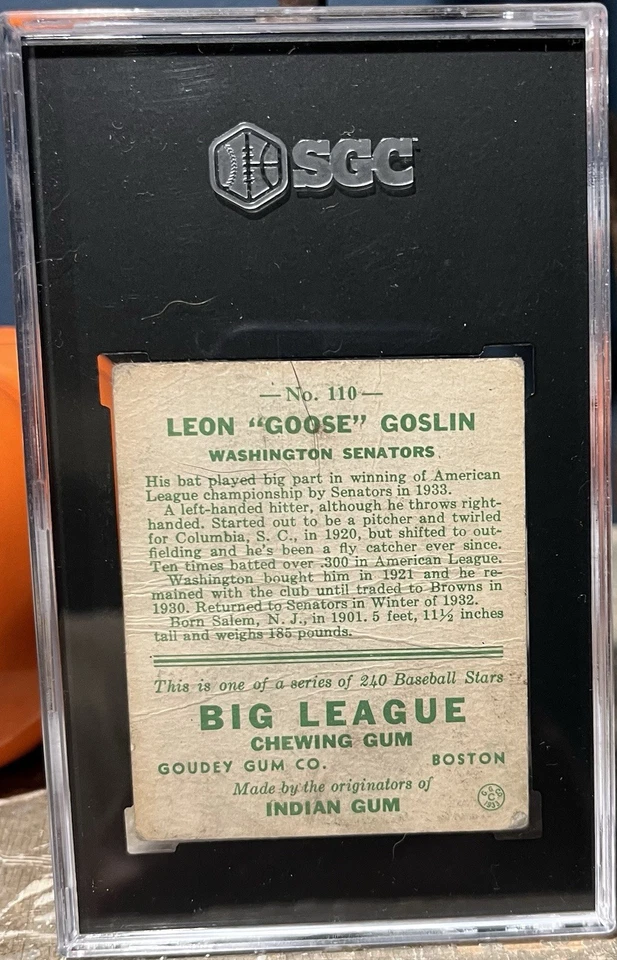 SGC
— No. 110 —
LEON "GOOSE" GOSLIN
WASHINGTON SENATORS
His bat played big part in winning of American
League championship by Senators in 1933.
A left-handed hitter, although he throws right-
handed. Started out to be a pitcher and twirled
for Columbia, S. C., in 1920, but shifted to out-
fielding and he's been a fly catcher ever since.
Ten times batted over .300 in American League.
Washington bought him in 1921 and he re-
mained with the club until traded to Browns in
1930. Returned to Senators in Winter of 1932.
Born Salem, N. J., in 1901. 5 feet, 11½ inches
tall and weighs 185 pounds.
This is one of a series of 240 Baseball Stars
BIG LEAGUE
CHEWING GUM
GOUDEY GUM CO. BOSTON
Made by the originators of
INDIAN GUM
G. G. CO.
C
1933